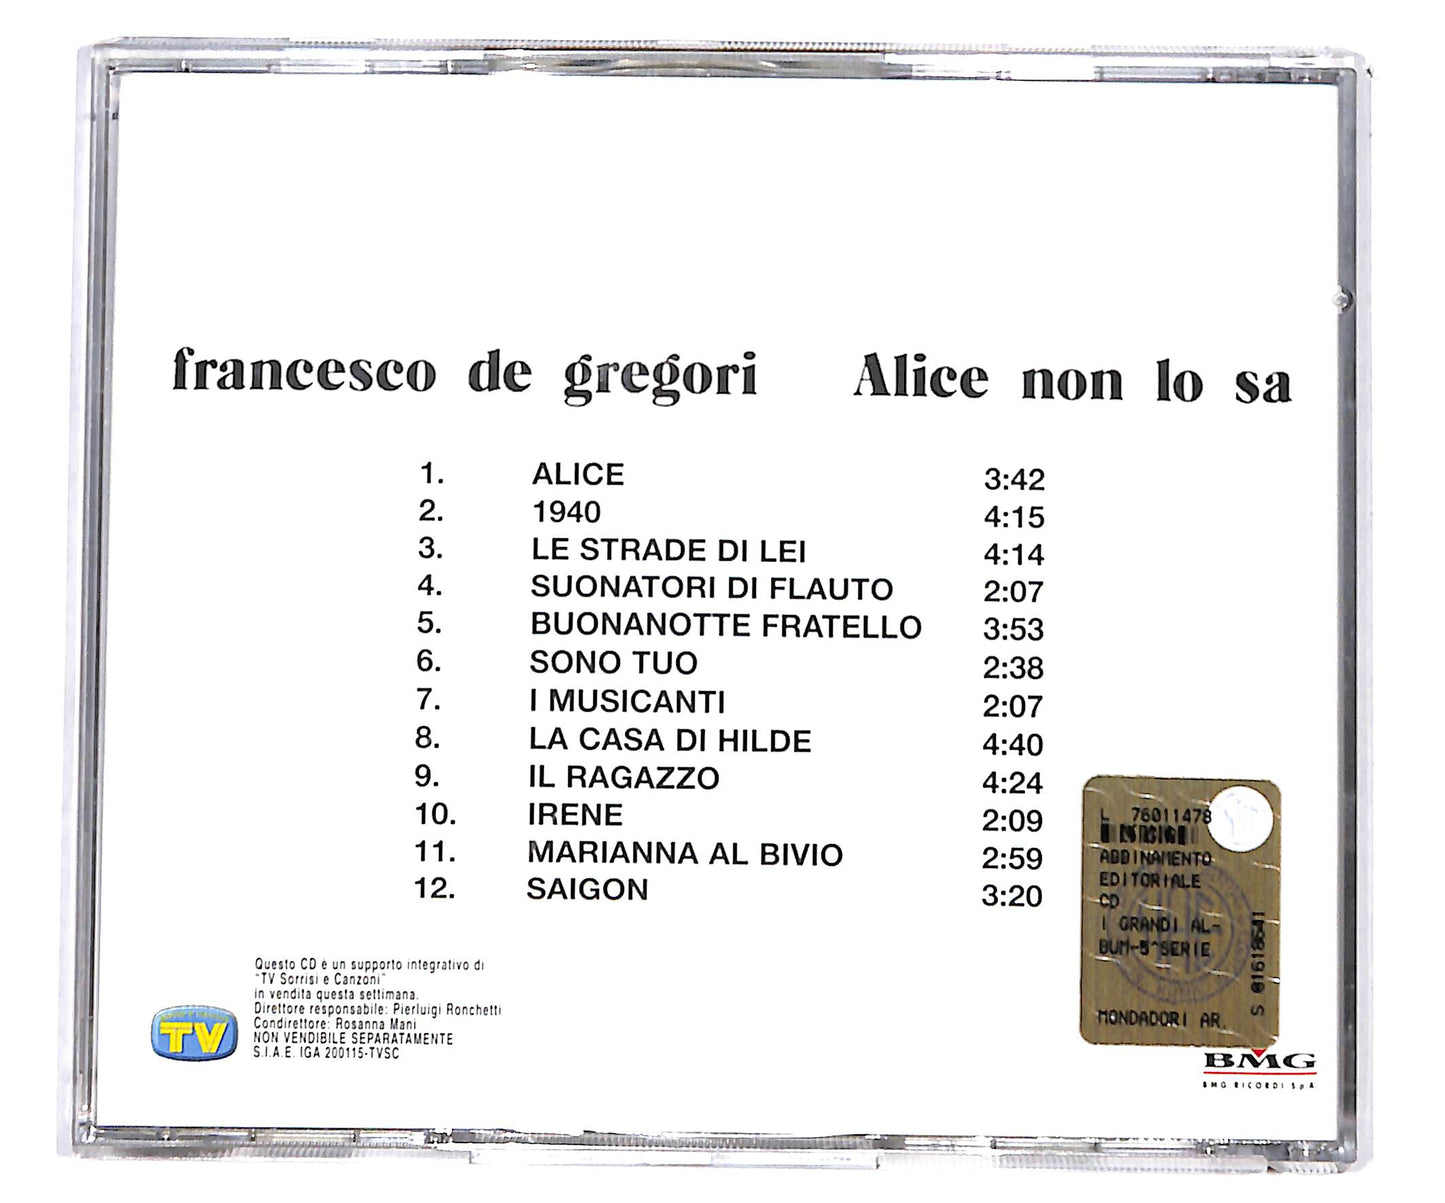 francesco de gregori Alice non lo sa
1. ALICE 3:42
2. 1940 4:15
3. LE STRADE DI LEI 4:14
4. SUONATORI DI FLAUTO 2:07
5. BUONANOTTE FRATELLO 3:53
6. SONO TUO 2:38
7. I MUSICANTI 2:07
8. LA CASA DI HILDE 4:40
9. IL RAGAZZO 4:24
10. IRENE 2:09
11. MARIANNA AL BIVIO 2:59
12. SAIGON 3:20
Questo CD è un supporto integrativo di
"TV Sorrisi e Canzoni"
in vendita questa settimana.
Direttore responsabile: Pierluigi Ronchetti
Condirettore: Rosanna Mani
NON VENDIBILE SEPARATAMENTE
S.I.A.E. IGA 200115-TVSC
TV
L 76011478
ABBINAMENTO
EDITORIALE
CD
I GRANDI AL-
BUM-5^SERIE
MONDADORI AR.
S 01618641
BMG
BMG RICORDI SpA